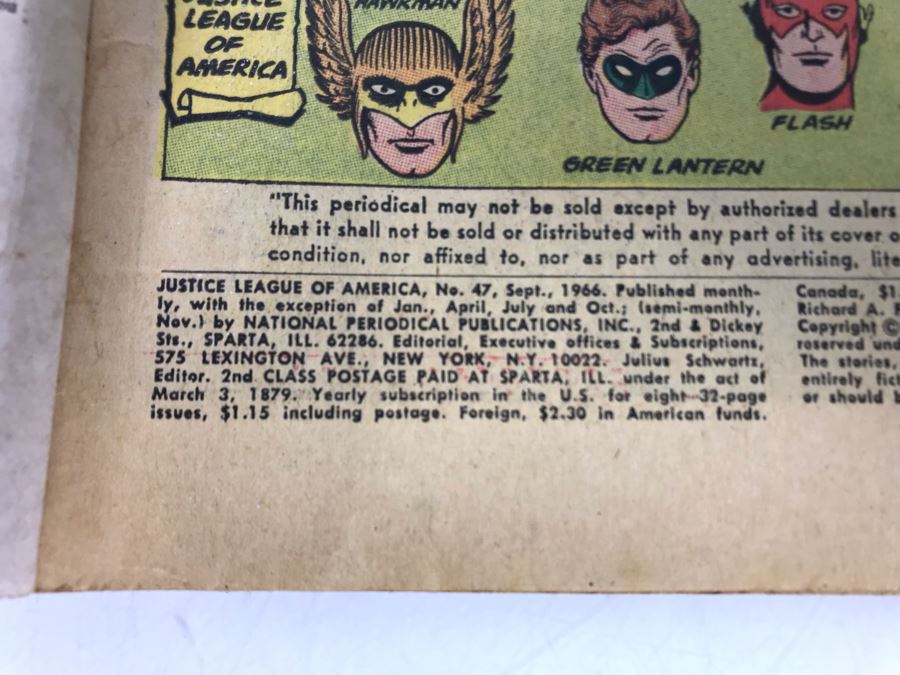 JUSTICE
LEAGUE
OF
AMERICA
HAWKMAN
GREEN LANTERN
FLASH
"This periodical may not be sold except by authorized dealers
that it shall not be sold or distributed with any part of its cover o
condition, nor affixed to, nor as part of any advertising, lite
JUSTICE LEAGUE OF AMERICA, No. 47, Sept., 1966. Published month-
ly, with the exception of Jan., April, July and Oct.; (semi-monthly,
Nov.) by NATIONAL PERIODICAL PUBLICATIONS, INC., 2nd & Dickey
Sts., SPARTA, ILL. 62286. Editorial, Executive offices & Subscriptions,
575 LEXINGTON AVE., NEW YORK, N.Y. 10022. Julius Schwartz,
Editor. 2nd CLASS POSTAGE PAID AT SPARTA, ILL. under the act of
March 3, 1879. Yearly subscription in the U.S. for eight 32-page
issues, $1.15 including postage. Foreign, $2.30 in American funds.
Canada, $1
Richard A.
Copyright ©
reserved und
The stories,
entirely fict
or should b